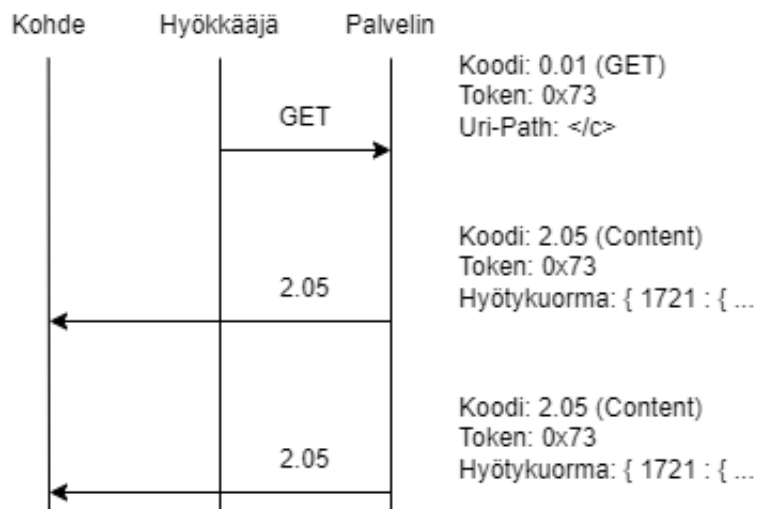 Kohde Hyökkääjä Palvelin
Koodi: 0.01 (GET)
Token: 0x73
Uri-Path: </c>
GET
Koodi: 2.05 (Content)
Token: 0x73
Hyötykuorma: { 1721 : { ...
2.05
Koodi: 2.05 (Content)
Token: 0x73
Hyötykuorma: { 1721 : { ...
2.05